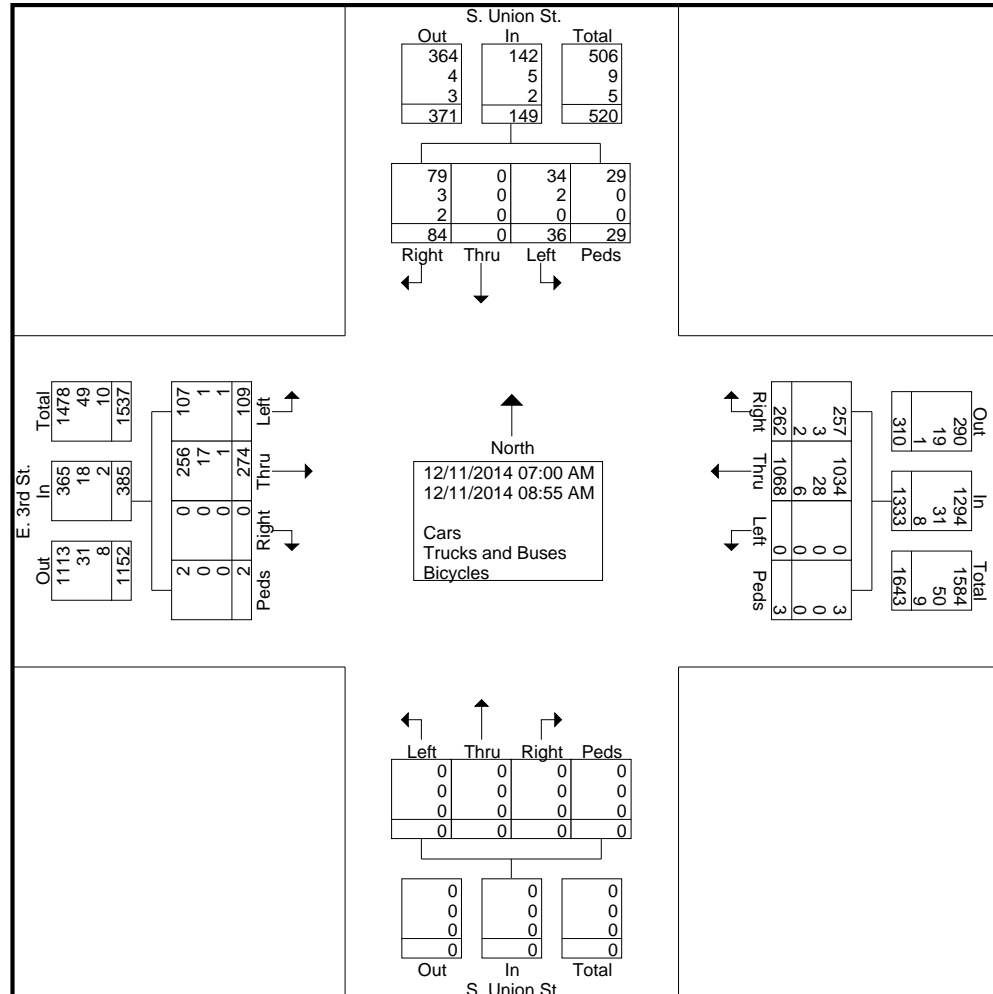 S. Union St.
Out In Total
364 142 506
4 5 9
3 2 5
371 149 520
79 0 34 29
3 0 2 0
2 0 0 0
84 0 36 29
Right Thru Left Peds
E. 3rd St.
Total In Out
1478 365 1113
49 18 31
10 2 8
1537 385 1152
107 256 0 2
1 17 0 0
1 1 0 0
109 274 0 2
Left Thru Right Peds
North
12/11/2014 07:00 AM
12/11/2014 08:55 AM
Cars
Trucks and Buses
Bicycles
Right Thru Left Peds
262 1068 0 3
2 6 0 0
3 28 0 0
257 1034 0 3
Out In Total
290 1294 1584
19 31 50
1 8 9
310 1333 1643
Left Thru Right Peds
0 0 0 0
0 0 0 0
0 0 0 0
0 0 0 0
0 0 0
0 0 0
0 0 0
0 0 0
Out In Total
S. Union St.